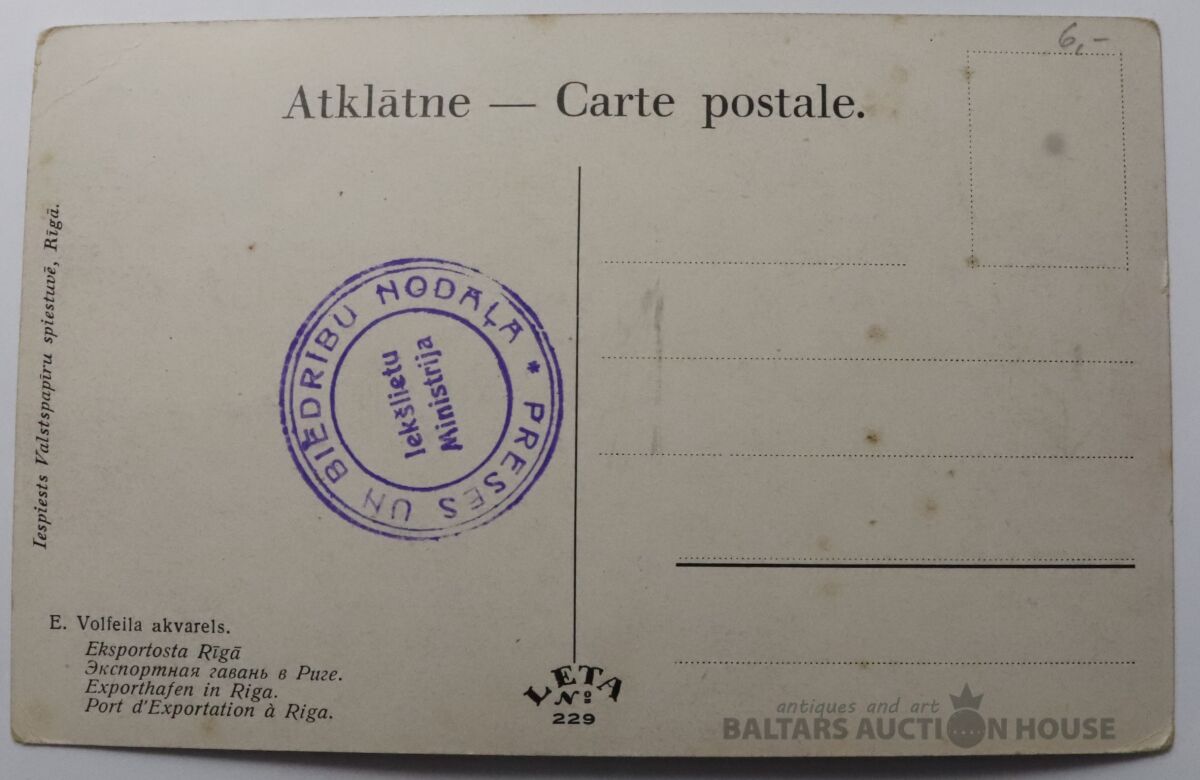 6,-
Atklātne — Carte postale.
Iespiests Valstspapīru spiestuvē, Rīgā.
PRESES UN BIEDRIBU NODAĻA *
Iekšlietu
Ministrija
E. Volfeila akvarels.
Eksportosta Rīgā
Экспортная гавань в Риге.
Exporthafen in Riga.
Port d'Exportation à Riga.
LETA
Nº
229
antiques and art
BALTARS AUCTION HOUSE